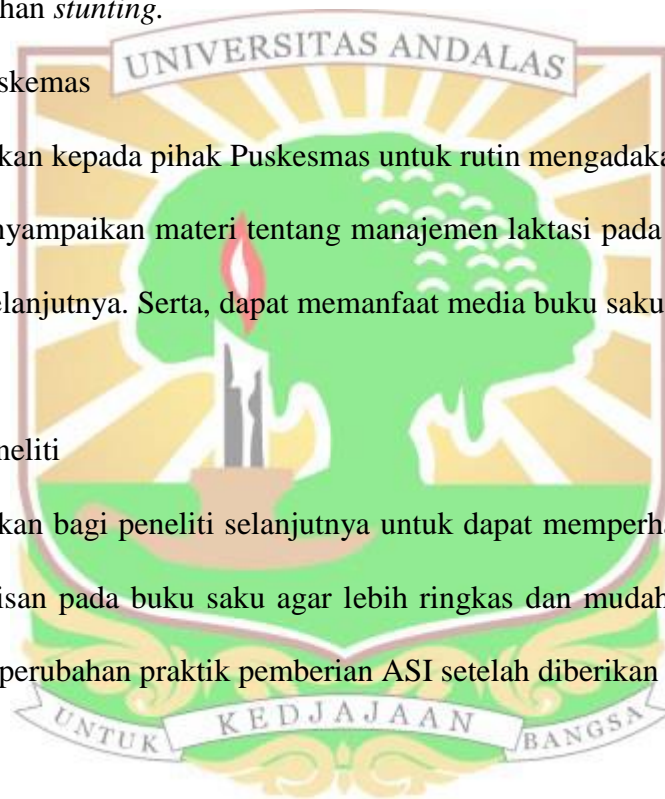 han stunting.
UNIVERSITAS ANDALAS
skemas
kan kepada pihak Puskesmas untuk rutin mengadaka
nyampaikan materi tentang manajemen laktasi pada
elanjutnya. Serta, dapat memanfaat media buku saku
neliti
kan bagi peneliti selanjutnya untuk dapat memperha
isan pada buku saku agar lebih ringkas dan mudah
perubahan praktik pemberian ASI setelah diberikan
UNTUK KEDJAJAAN BANGSA